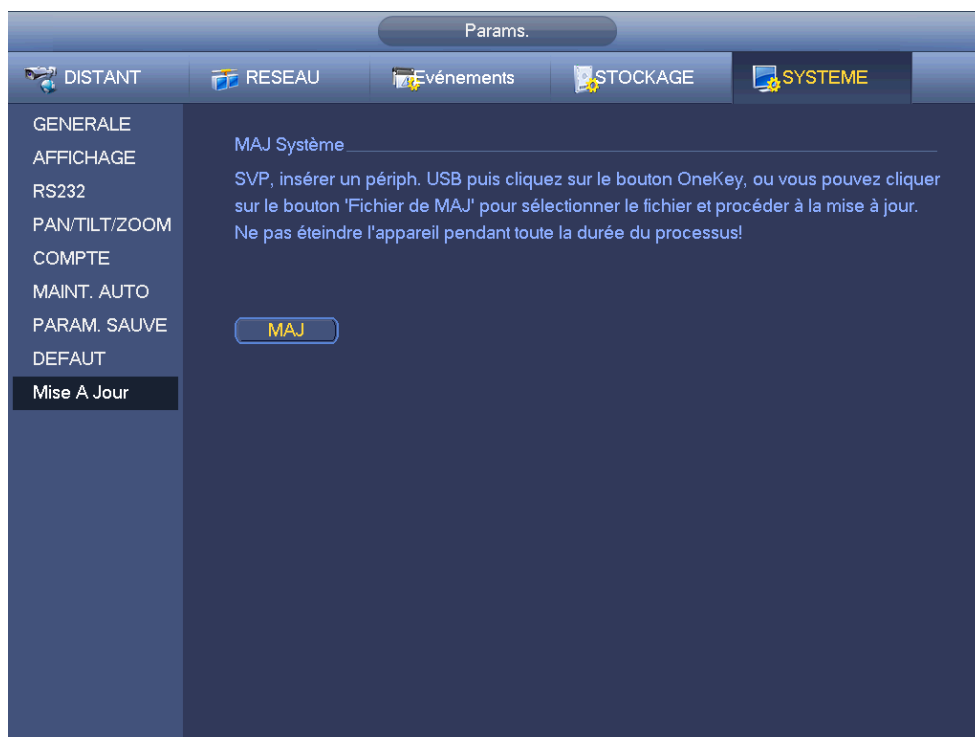 Params.
DISTANT
RESEAU
Evénements
STOCKAGE
SYSTEME
GENERALE
AFFICHAGE
RS232
PAN/TILT/ZOOM
COMPTE
MAINT. AUTO
PARAM. SAUVE
DEFAUT
Mise A Jour
MAJ Système
SVP, insérer un périph. USB puis cliquez sur le bouton OneKey, ou vous pouvez cliquer
sur le bouton 'Fichier de MAJ' pour sélectionner le fichier et procéder à la mise à jour.
Ne pas éteindre l'appareil pendant toute la durée du processus!
MAJ